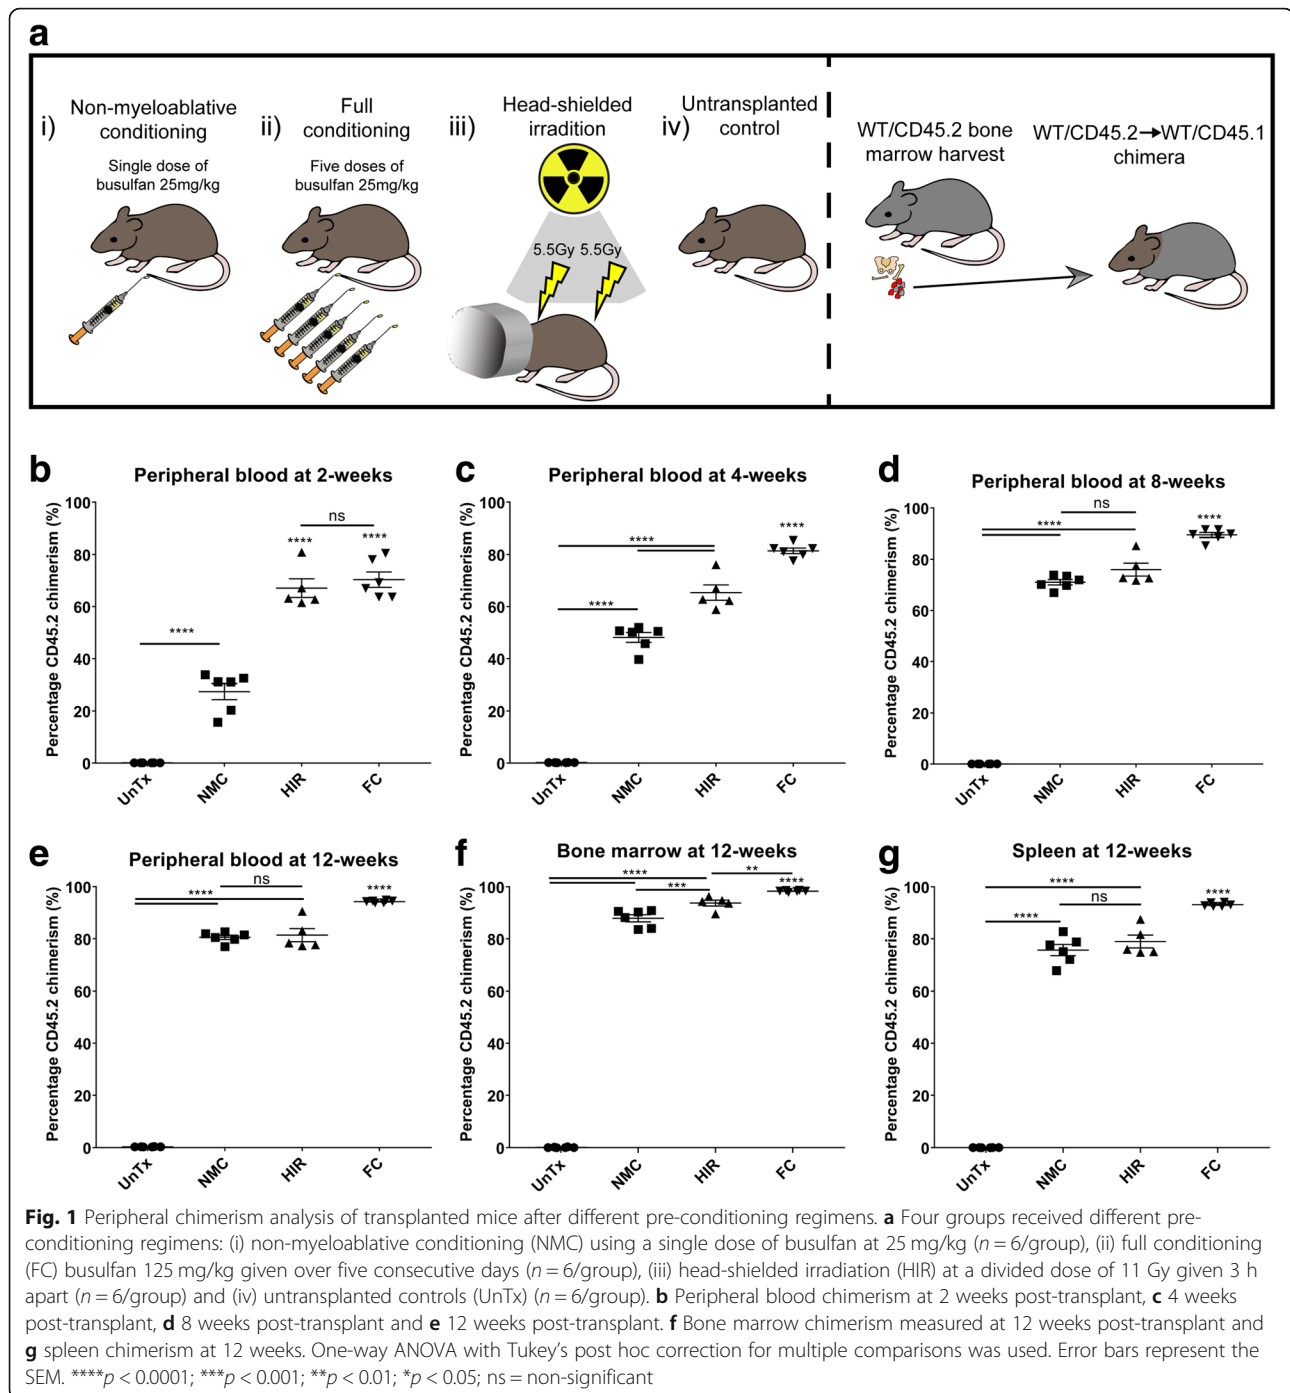 a
i)
Non-myeloablative
conditioning
Single dose of
busulfan 25mg/kg
ii)
Full
conditioning
Five doses of
busulfan 25mg/kg
iii)
Head-shielded
irradition
5.5Gy 5.5Gy
iv)
Untransplanted
control
WT/CD45.2 bone
marrow harvest
WT/CD45.2→WT/CD45.1
chimera
b
Peripheral blood at 2-weeks
Percentage CD45.2 chimerism (%)
100
80
60
40
20
0
****
****
ns
****
UnTx
NMC
HIR
FC
c
Peripheral blood at 4-weeks
Percentage CD45.2 chimerism (%)
100
80
60
40
20
0
****
****
****
UnTx
NMC
HIR
FC
d
Peripheral blood at 8-weeks
Percentage CD45.2 chimerism (%)
100
80
60
40
20
0
****
ns
****
UnTx
NMC
HIR
FC
e
Peripheral blood at 12-weeks
Percentage CD45.2 chimerism (%)
100
80
60
40
20
0
****
ns
****
UnTx
NMC
HIR
FC
f
Bone marrow at 12-weeks
Percentage CD45.2 chimerism (%)
100
80
60
40
20
0
****
***
**
****
UnTx
NMC
HIR
FC
g
Spleen at 12-weeks
Percentage CD45.2 chimerism (%)
100
80
60
40
20
0
****
****
ns
****
UnTx
NMC
HIR
FC
Fig. 1 Peripheral chimerism analysis of transplanted mice after different pre-conditioning regimens. a Four groups received different pre-
conditioning regimens: (i) non-myeloablative conditioning (NMC) using a single dose of busulfan at 25 mg/kg (n = 6/group), (ii) full conditioning
(FC) busulfan 125 mg/kg given over five consecutive days (n = 6/group), (iii) head-shielded irradiation (HIR) at a divided dose of 11 Gy given 3 h
apart (n = 6/group) and (iv) untransplanted controls (UnTx) (n = 6/group). b Peripheral blood chimerism at 2 weeks post-transplant, c 4 weeks
post-transplant, d 8 weeks post-transplant and e 12 weeks post-transplant. f Bone marrow chimerism measured at 12 weeks post-transplant and
g spleen chimerism at 12 weeks. One-way ANOVA with Tukey's post hoc correction for multiple comparisons was used. Error bars represent the
SEM. ****p < 0.0001; ***p < 0.001; **p < 0.01; *p < 0.05; ns = non-significant